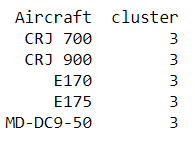 Aircraft cluster
CRJ 700 3
CRJ 900 3
E170 3
E175 3
MD-DC9-50 3